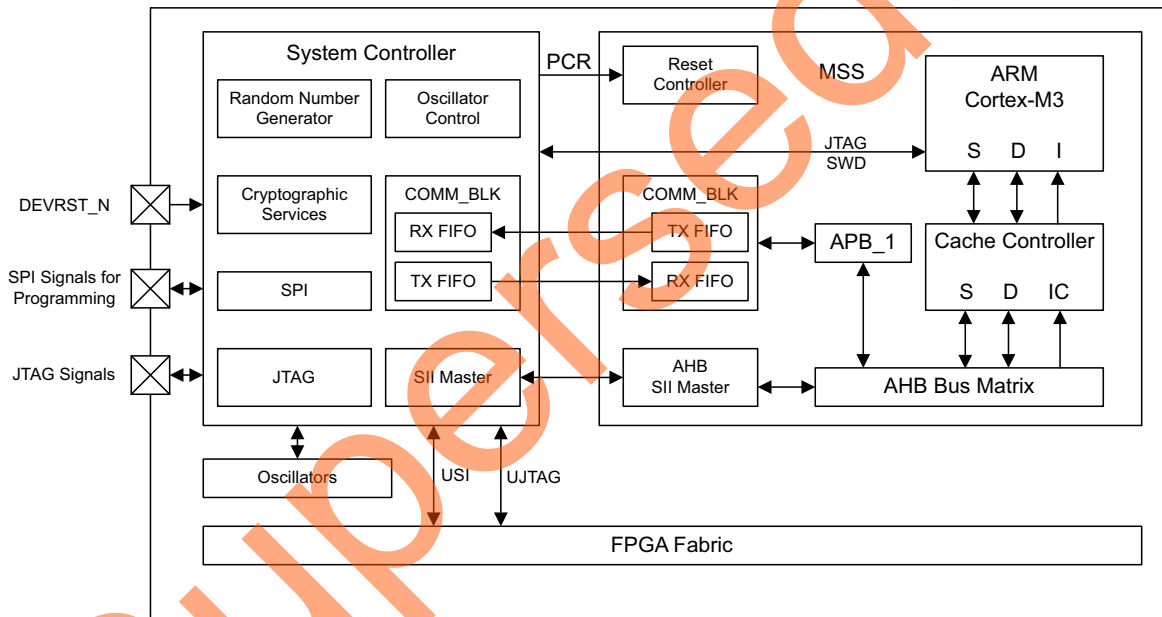 System Controller
Random Number
Generator
Oscillator
Control
Cryptographic
Services
COMM_BLK
RX FIFO
TX FIFO
SPI
JTAG
SII Master
PCR
Reset
Controller
MSS
ARM
Cortex-M3
S D I
JTAG
SWD
COMM_BLK
TX FIFO
RX FIFO
APB_1
Cache Controller
S D IC
AHB
SII Master
AHB Bus Matrix
DEVRST_N
SPI Signals for
Programming
JTAG Signals
Oscillators
USI
UJTAG
FPGA Fabric